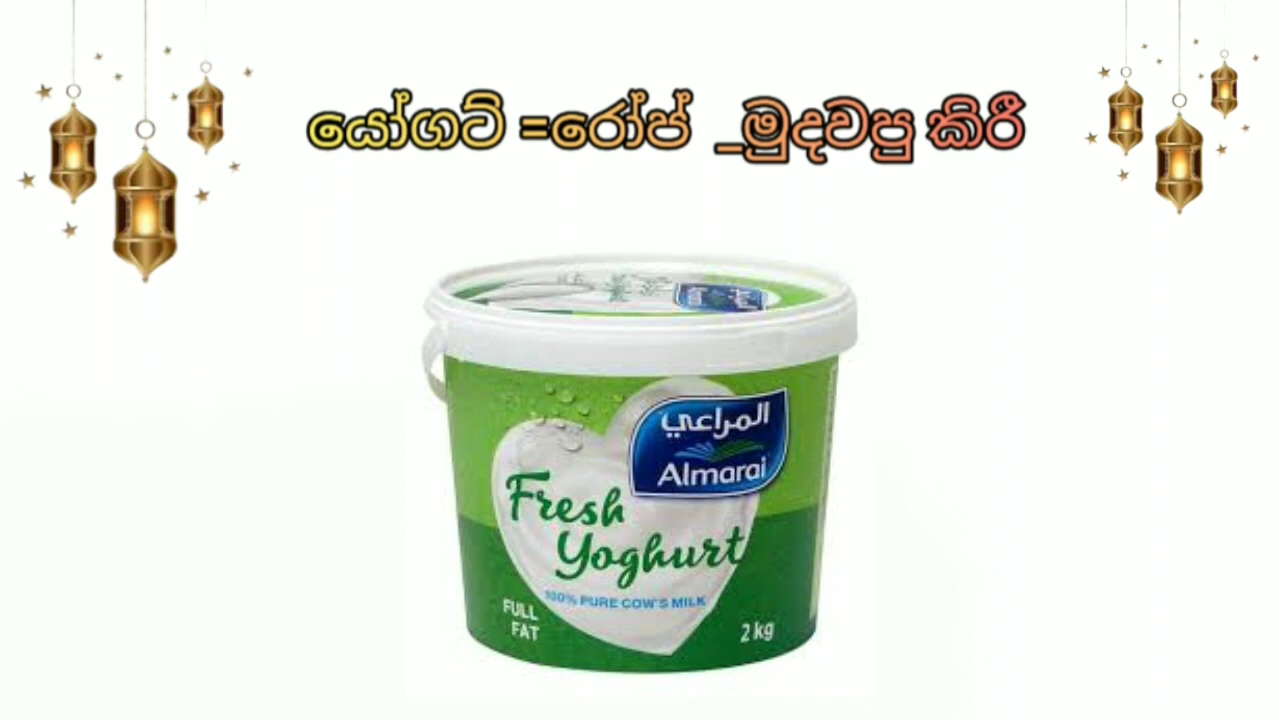 යෝගට් =රෝප් _මුදවපු කිරී
المراعي
Almarai
Fresh
Yoghurt
100% PURE COW'S MILK
FULL
FAT
2 kg